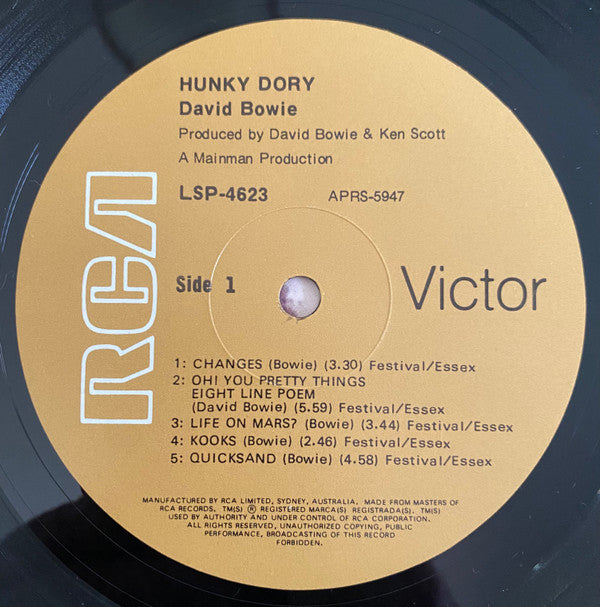 HUNKY DORY
David Bowie
Produced by David Bowie & Ken Scott
A Mainman Production
LSP-4623 APRS-5947
RCA
Side 1
Victor
1: CHANGES (Bowie) (3.30) Festival/Essex
2: OH! YOU PRETTY THINGS
EIGHT LINE POEM
(David Bowie) (5.59) Festival/Essex
3: LIFE ON MARS? (Bowie) (3.44) Festival/Essex
4: KOOKS (Bowie) (2.46) Festival/Essex
5: QUICKSAND (Bowie) (4.58) Festival/Essex
MANUFACTURED BY RCA LIMITED, SYDNEY, AUSTRALIA. MADE FROM MASTERS OF
RCA RECORDS. TM(S) ® REGISTERED MARCA(S) REGISTRADA(S). TM(S)
USED BY AUTHORITY AND UNDER CONTROL OF RCA CORPORATION.
ALL RIGHTS RESERVED, UNAUTHORIZED COPYING, PUBLIC
PERFORMANCE, BROADCASTING OF THIS RECORD
FORBIDDEN.